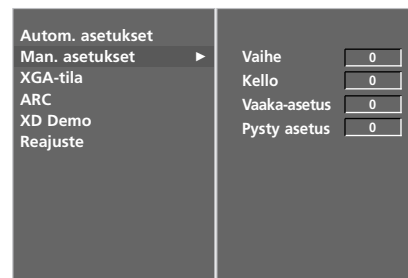 Autom. asetukset
Man. asetukset ►
XGA-tila
ARC
XD Demo
Reajuste
Vaihe 0
Kello 0
Vaaka-asetus 0
Pysty asetus 0